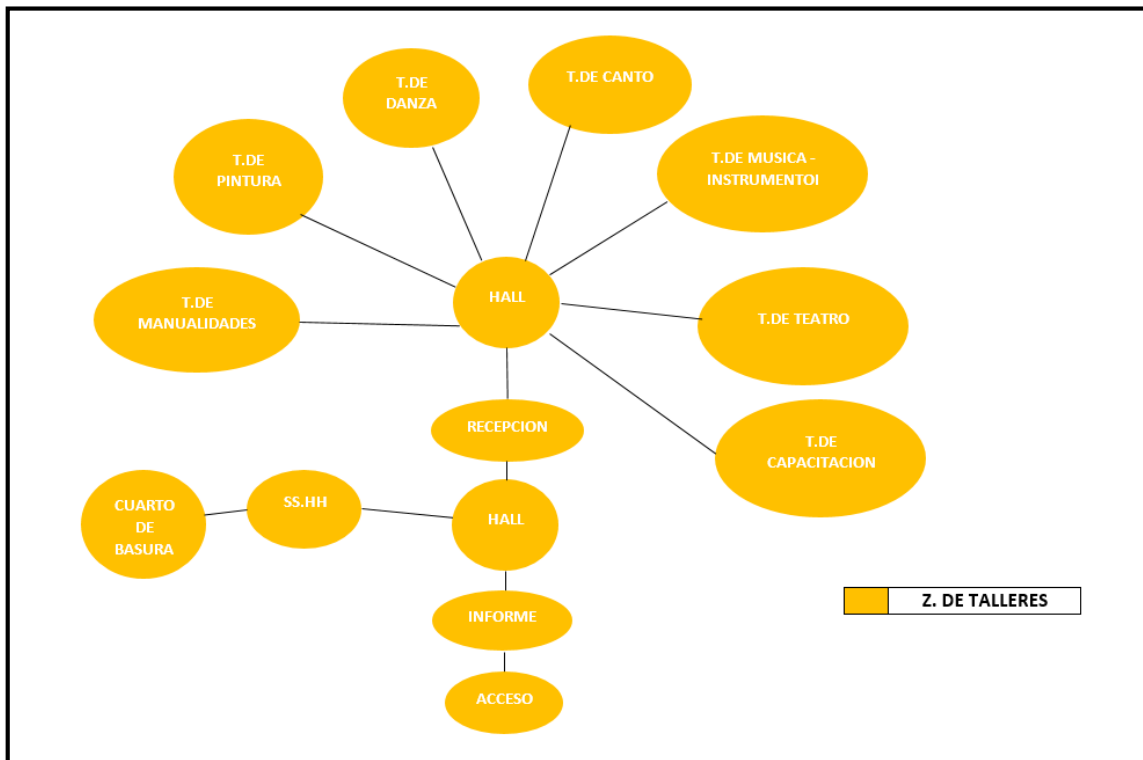 T.DE CANTO
T.DE
DANZA
T.DE MUSICA -
INSTRUMENTOI
T.DE
PINTURA
HALL
T.DE
MANUALIDADES
T.DE TEATRO
RECEPCION
T.DE
CAPACITACION
CUARTO
DE
BASURA
SS.HH
HALL
Z. DE TALLERES
INFORME
ACCESO